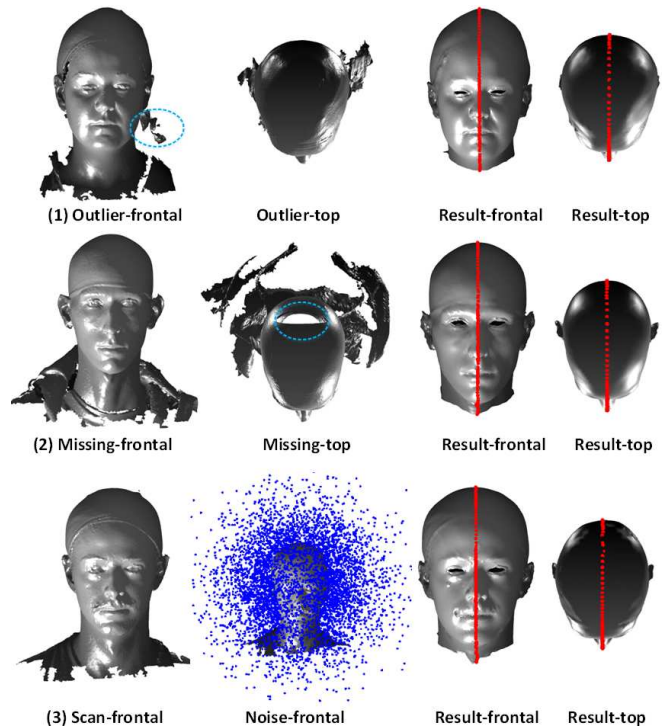 (1) Outlier-frontal Outlier-top Result-frontal Result-top
(2) Missing-frontal Missing-top Result-frontal Result-top
(3) Scan-frontal Noise-frontal Result-frontal Result-top